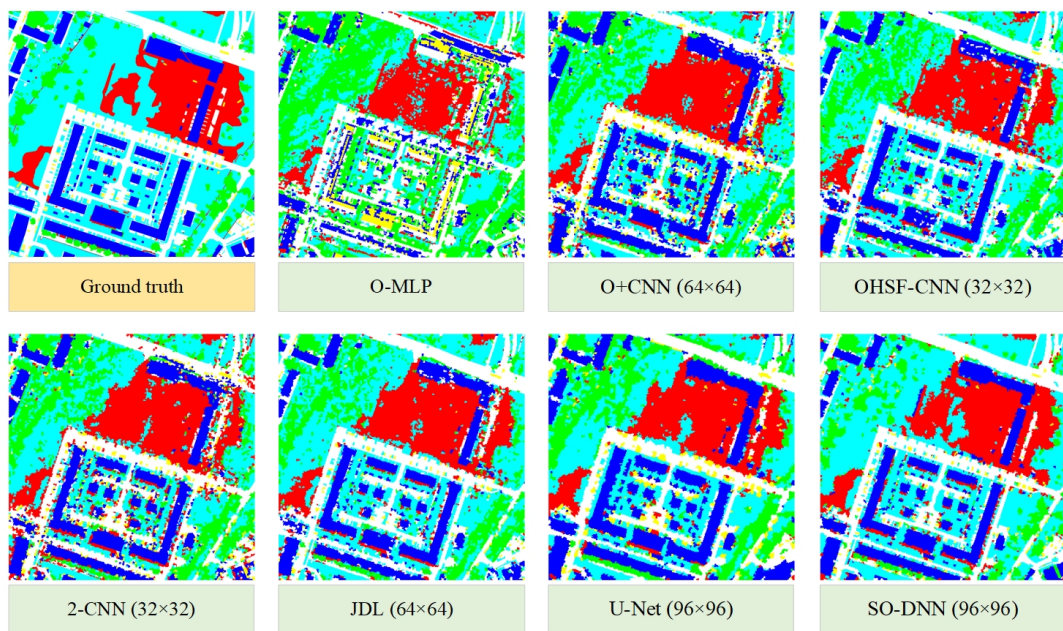 Ground truth
O-MLP
O+CNN (64×64)
OHSF-CNN (32×32)
2-CNN (32×32)
JDL (64×64)
U-Net (96×96)
SO-DNN (96×96)